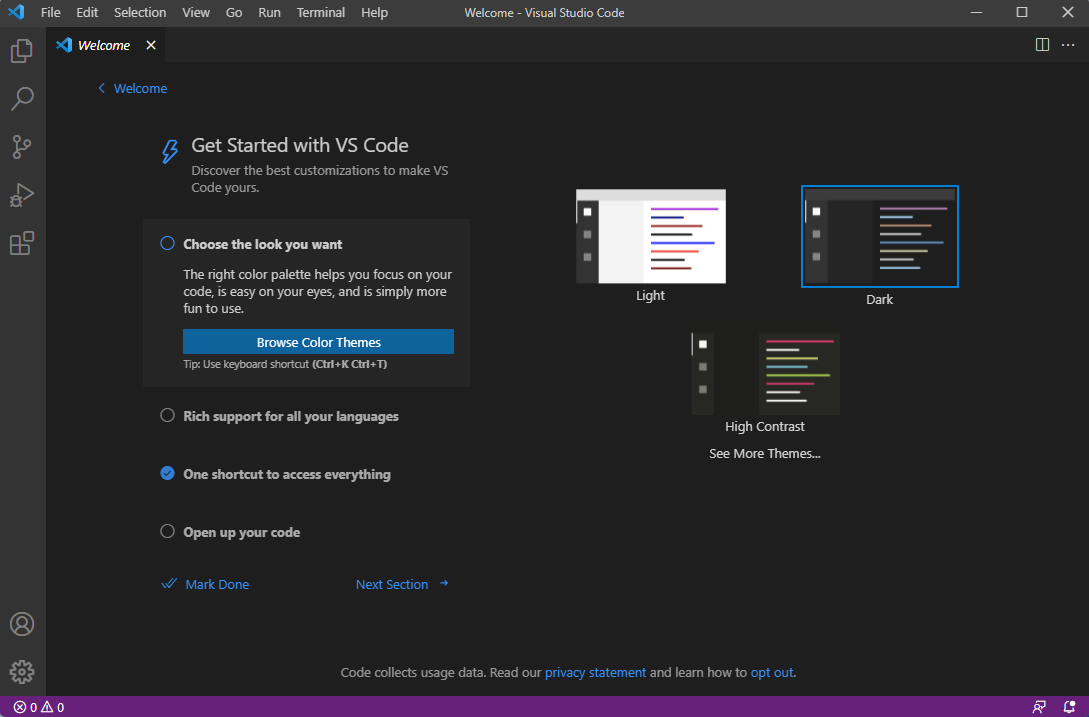 File Edit Selection View Go Run Terminal Help
Welcome - Visual Studio Code
Welcome
Welcome
Get Started with VS Code
Discover the best customizations to make VS
Code yours.
Choose the look you want
The right color palette helps you focus on your
code, is easy on your eyes, and is simply more
fun to use.
Browse Color Themes
Tip: Use keyboard shortcut (Ctrl+K Ctrl+T)
Rich support for all your languages
One shortcut to access everything
Open up your code
Mark Done
Next Section
Light
Dark
High Contrast
See More Themes...
Code collects usage data. Read our privacy statement and learn how to opt out.
0 0